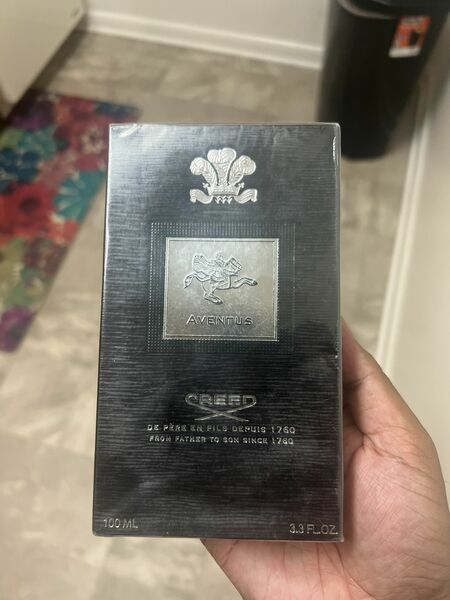 AVENTUS
CREED
DE PÈRE EN FILS DEPUIS 1760
FROM FATHER TO SON SINCE 1760
100 ML
3.3 FL.OZ.